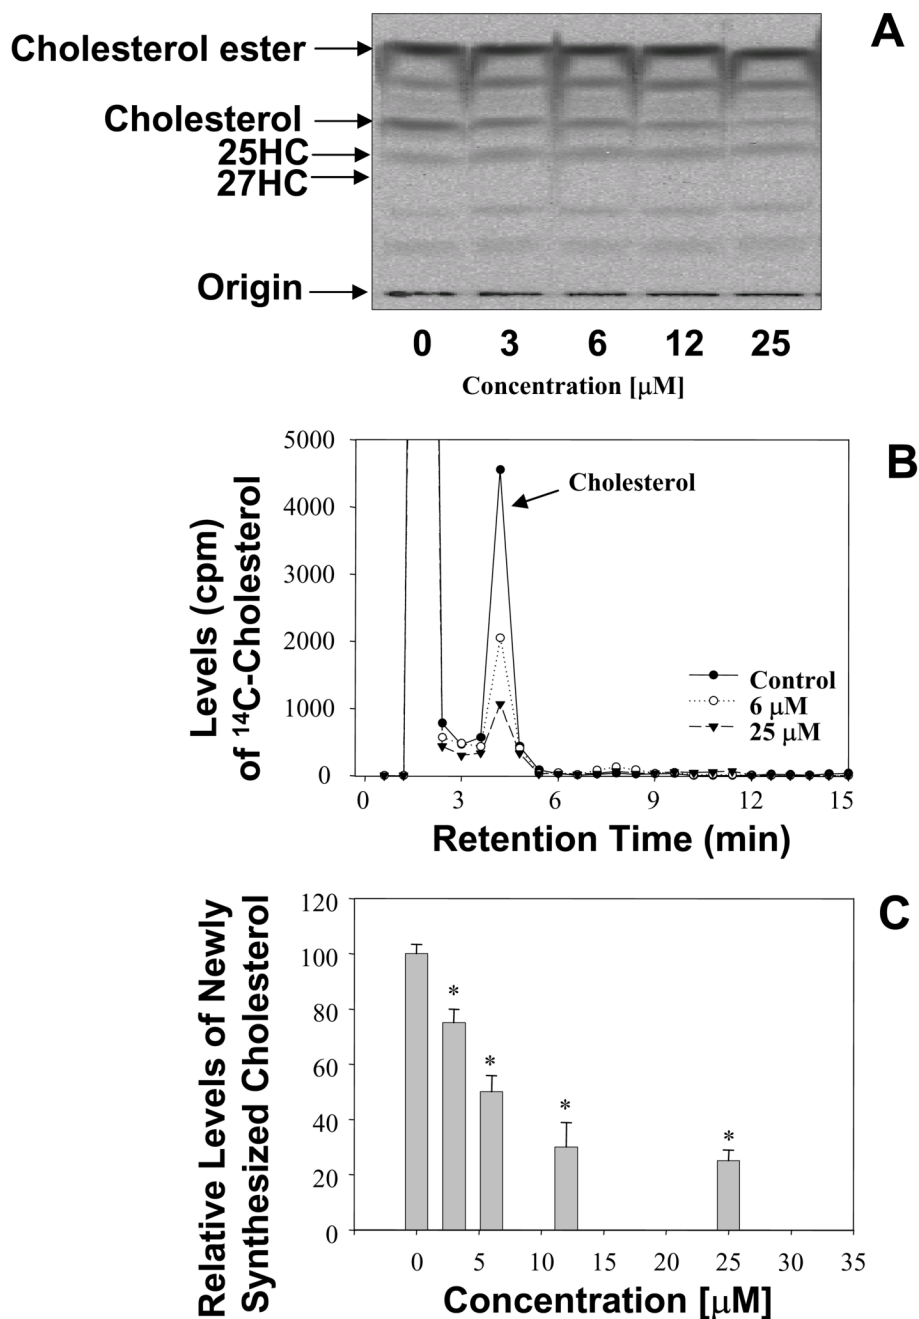 A
Cholesterol ester
Cholesterol
25HC
27HC
Origin
0 3 6 12 25
Concentration [μM]
B
Levels (cpm)
of ¹⁴C-Cholesterol
5000
4000
3000
2000
1000
0
Cholesterol
Control
6 μM
25 μM
0 3 6 9 12 15
Retention Time (min)
C
Relative Levels of Newly
Synthesized Cholesterol
120
100
80
60
40
20
0
*
*
*
*
0 5 10 15 20 25 30 35
Concentration [μM]